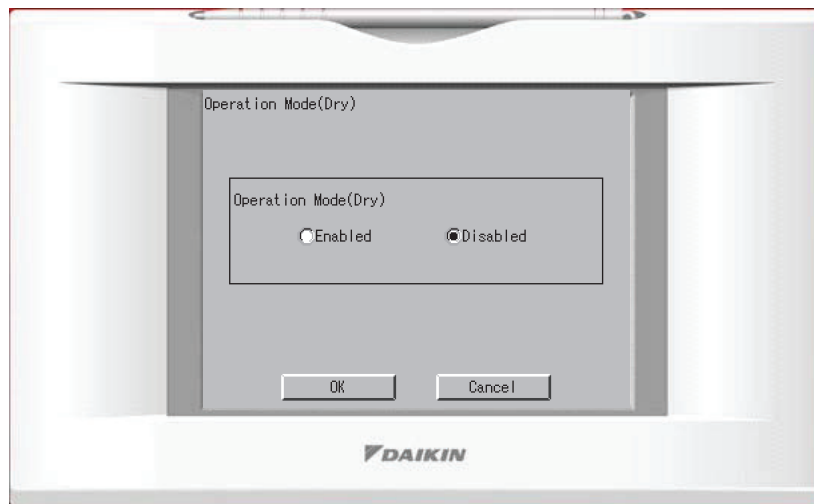 Operation Mode(Dry)
Operation Mode(Dry)
Enabled Disabled
OK Cancel
DAIKIN